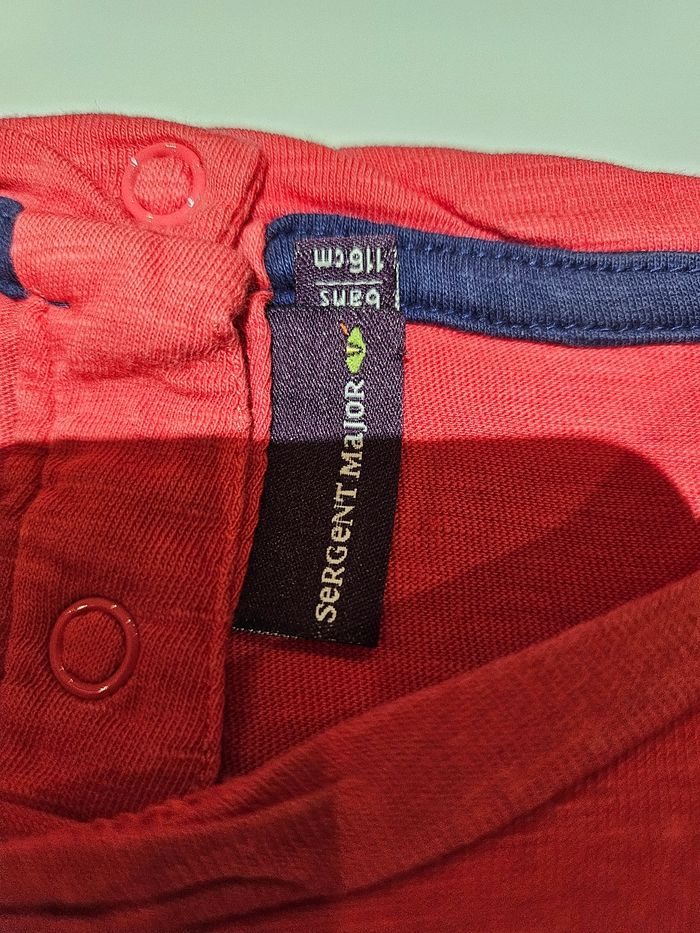 SeRGeNT MaJoR
6ans
116cm